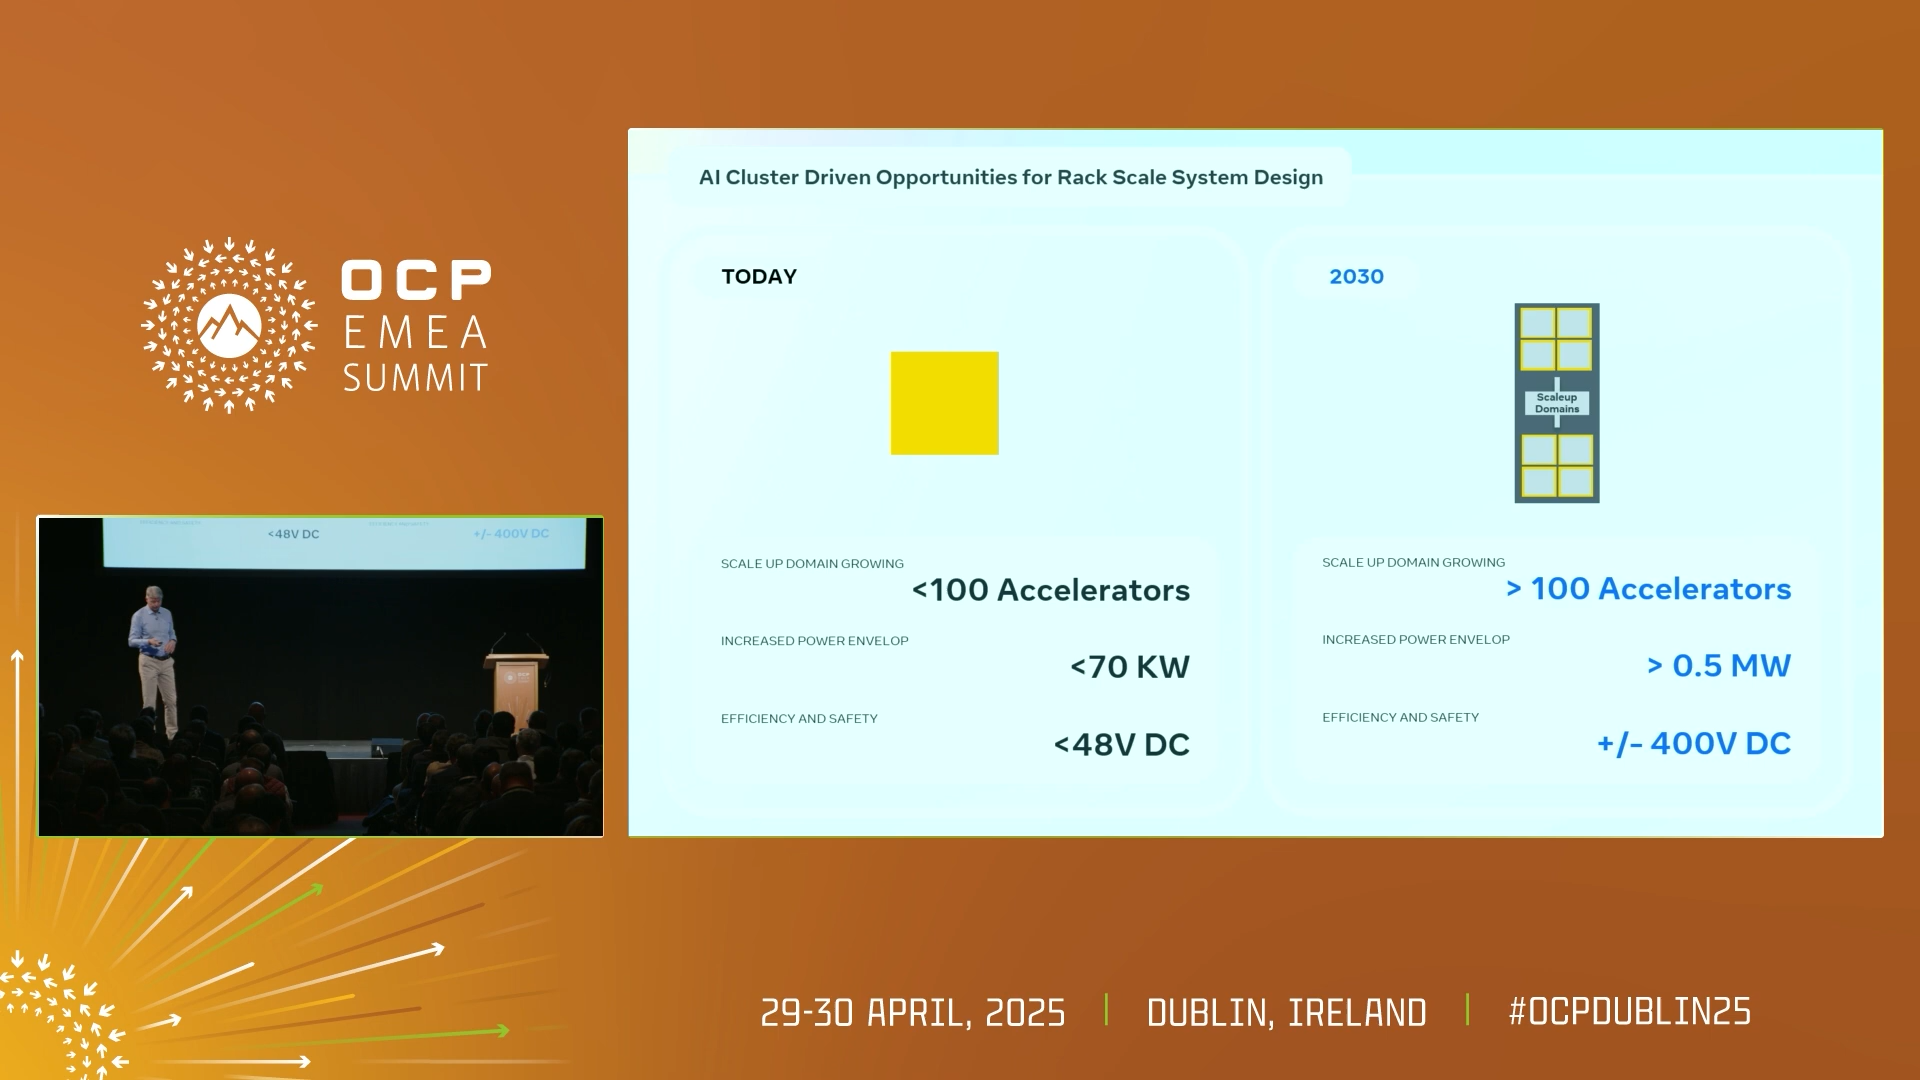 OCP
EMEA
SUMMIT
AI Cluster Driven Opportunities for Rack Scale System Design
TODAY
SCALE UP DOMAIN GROWING
<100 Accelerators
INCREASED POWER ENVELOP
<70 KW
EFFICIENCY AND SAFETY
<48V DC
2030
Scaleup
Domains
SCALE UP DOMAIN GROWING
> 100 Accelerators
INCREASED POWER ENVELOP
> 0.5 MW
EFFICIENCY AND SAFETY
+/- 400V DC
<48V DC
+/- 400V DC
OCP
29-30 APRIL, 2025
DUBLIN, IRELAND
#OCPDUBLIN25